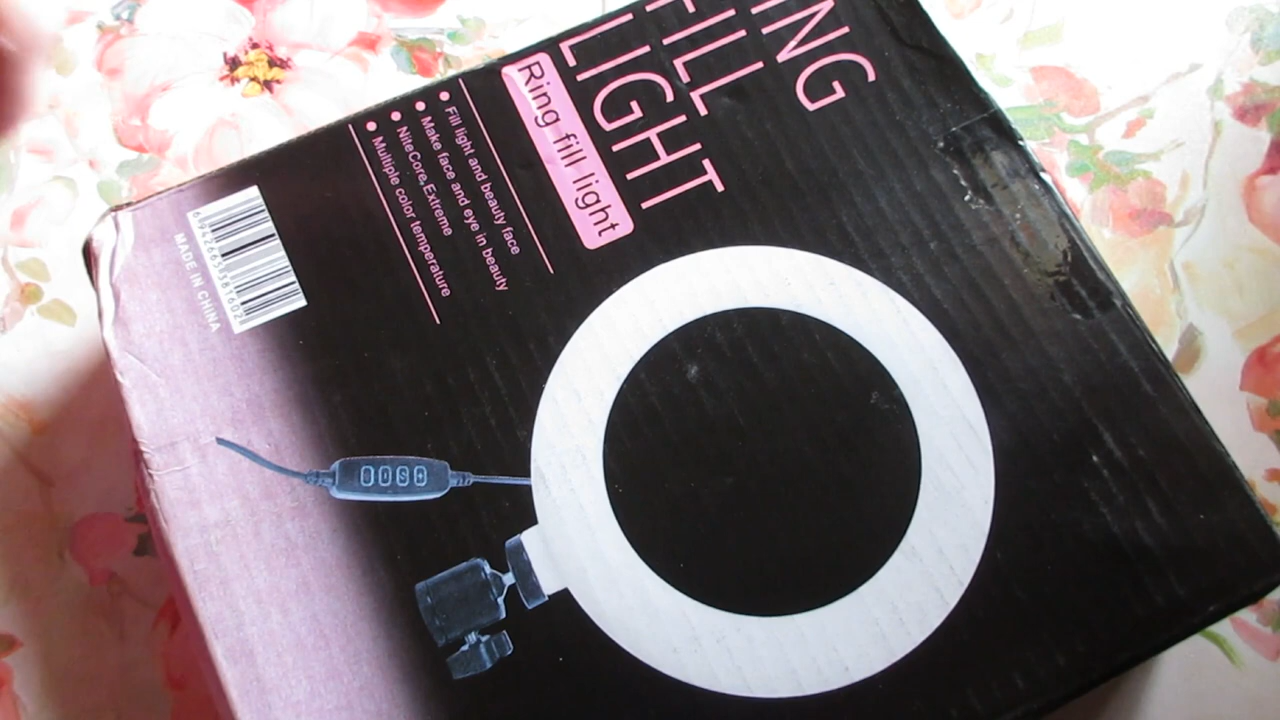 ING
FILL
LIGHT
Ring fill light
Fill light and beauty face
Make face and eye in beauty
NiteCore,Extreme
Multiple color temperature
MADE IN CHINA